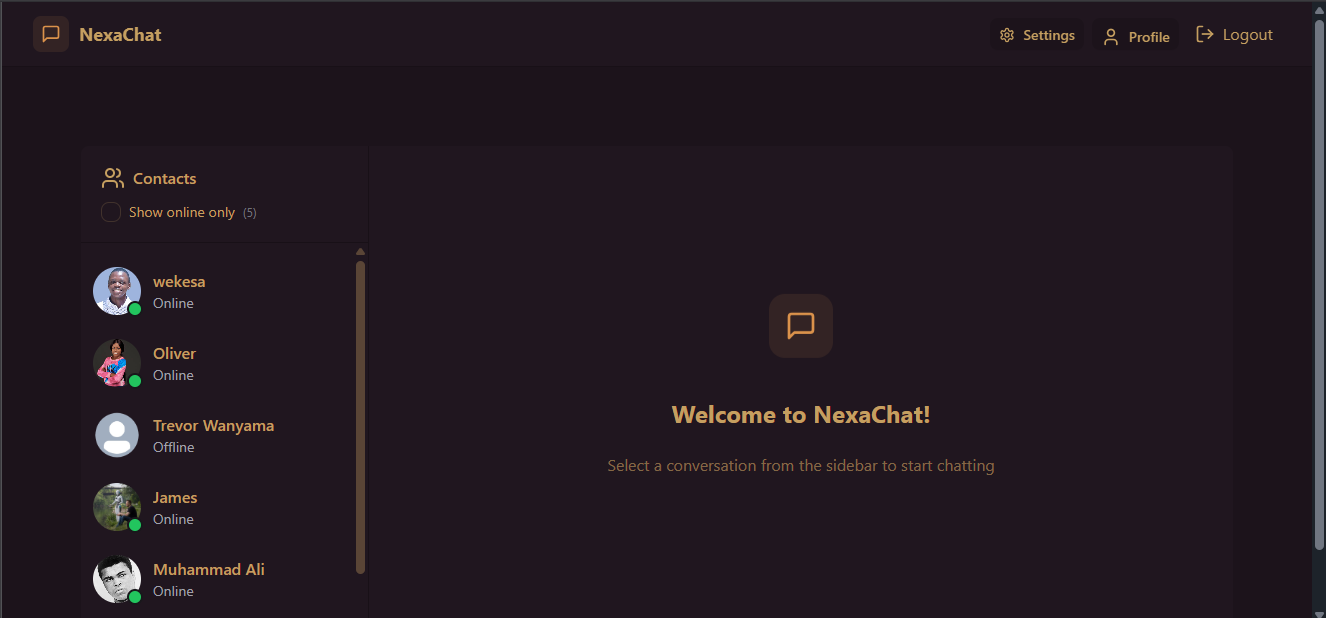 NexaChat
Settings
Profile
Logout
Contacts
Show online only (5)
wekesa
Online
Oliver
Online
Trevor Wanyama
Offline
James
Online
Muhammad Ali
Online
Welcome to NexaChat!
Select a conversation from the sidebar to start chatting